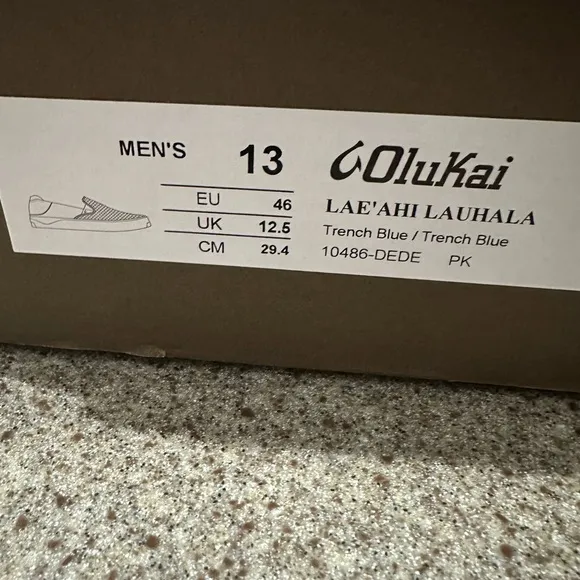 MEN'S 13
EU 46
UK 12.5
CM 29.4
OluKai
LAE'AHI LAUHALA
Trench Blue / Trench Blue
10486-DEDE PK